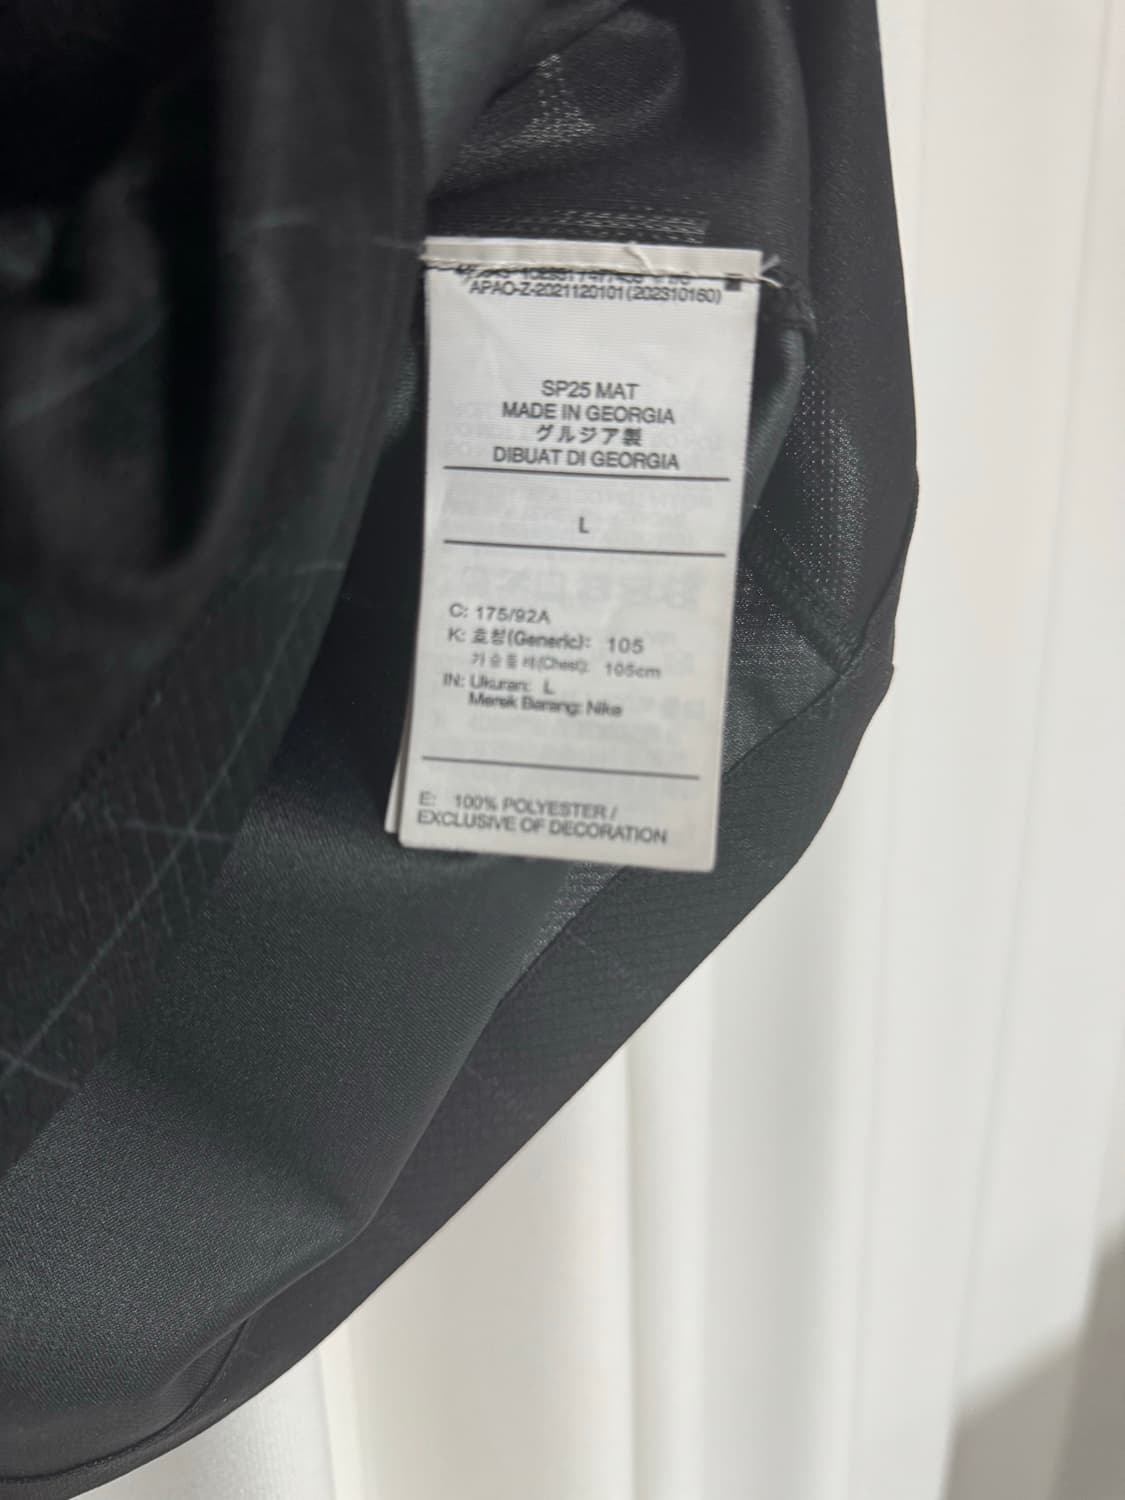 APAO-Z-2021120101(202310160)
SP25 MAT
MADE IN GEORGIA
グルジア製
DIBUAT DI GEORGIA
L
C: 175/92A
K: 호칭(Generic): 105
가슴둘레(Chest): 105cm
IN: Ukuran: L
Merek Barang: Nike
E: 100% POLYESTER /
EXCLUSIVE OF DECORATION